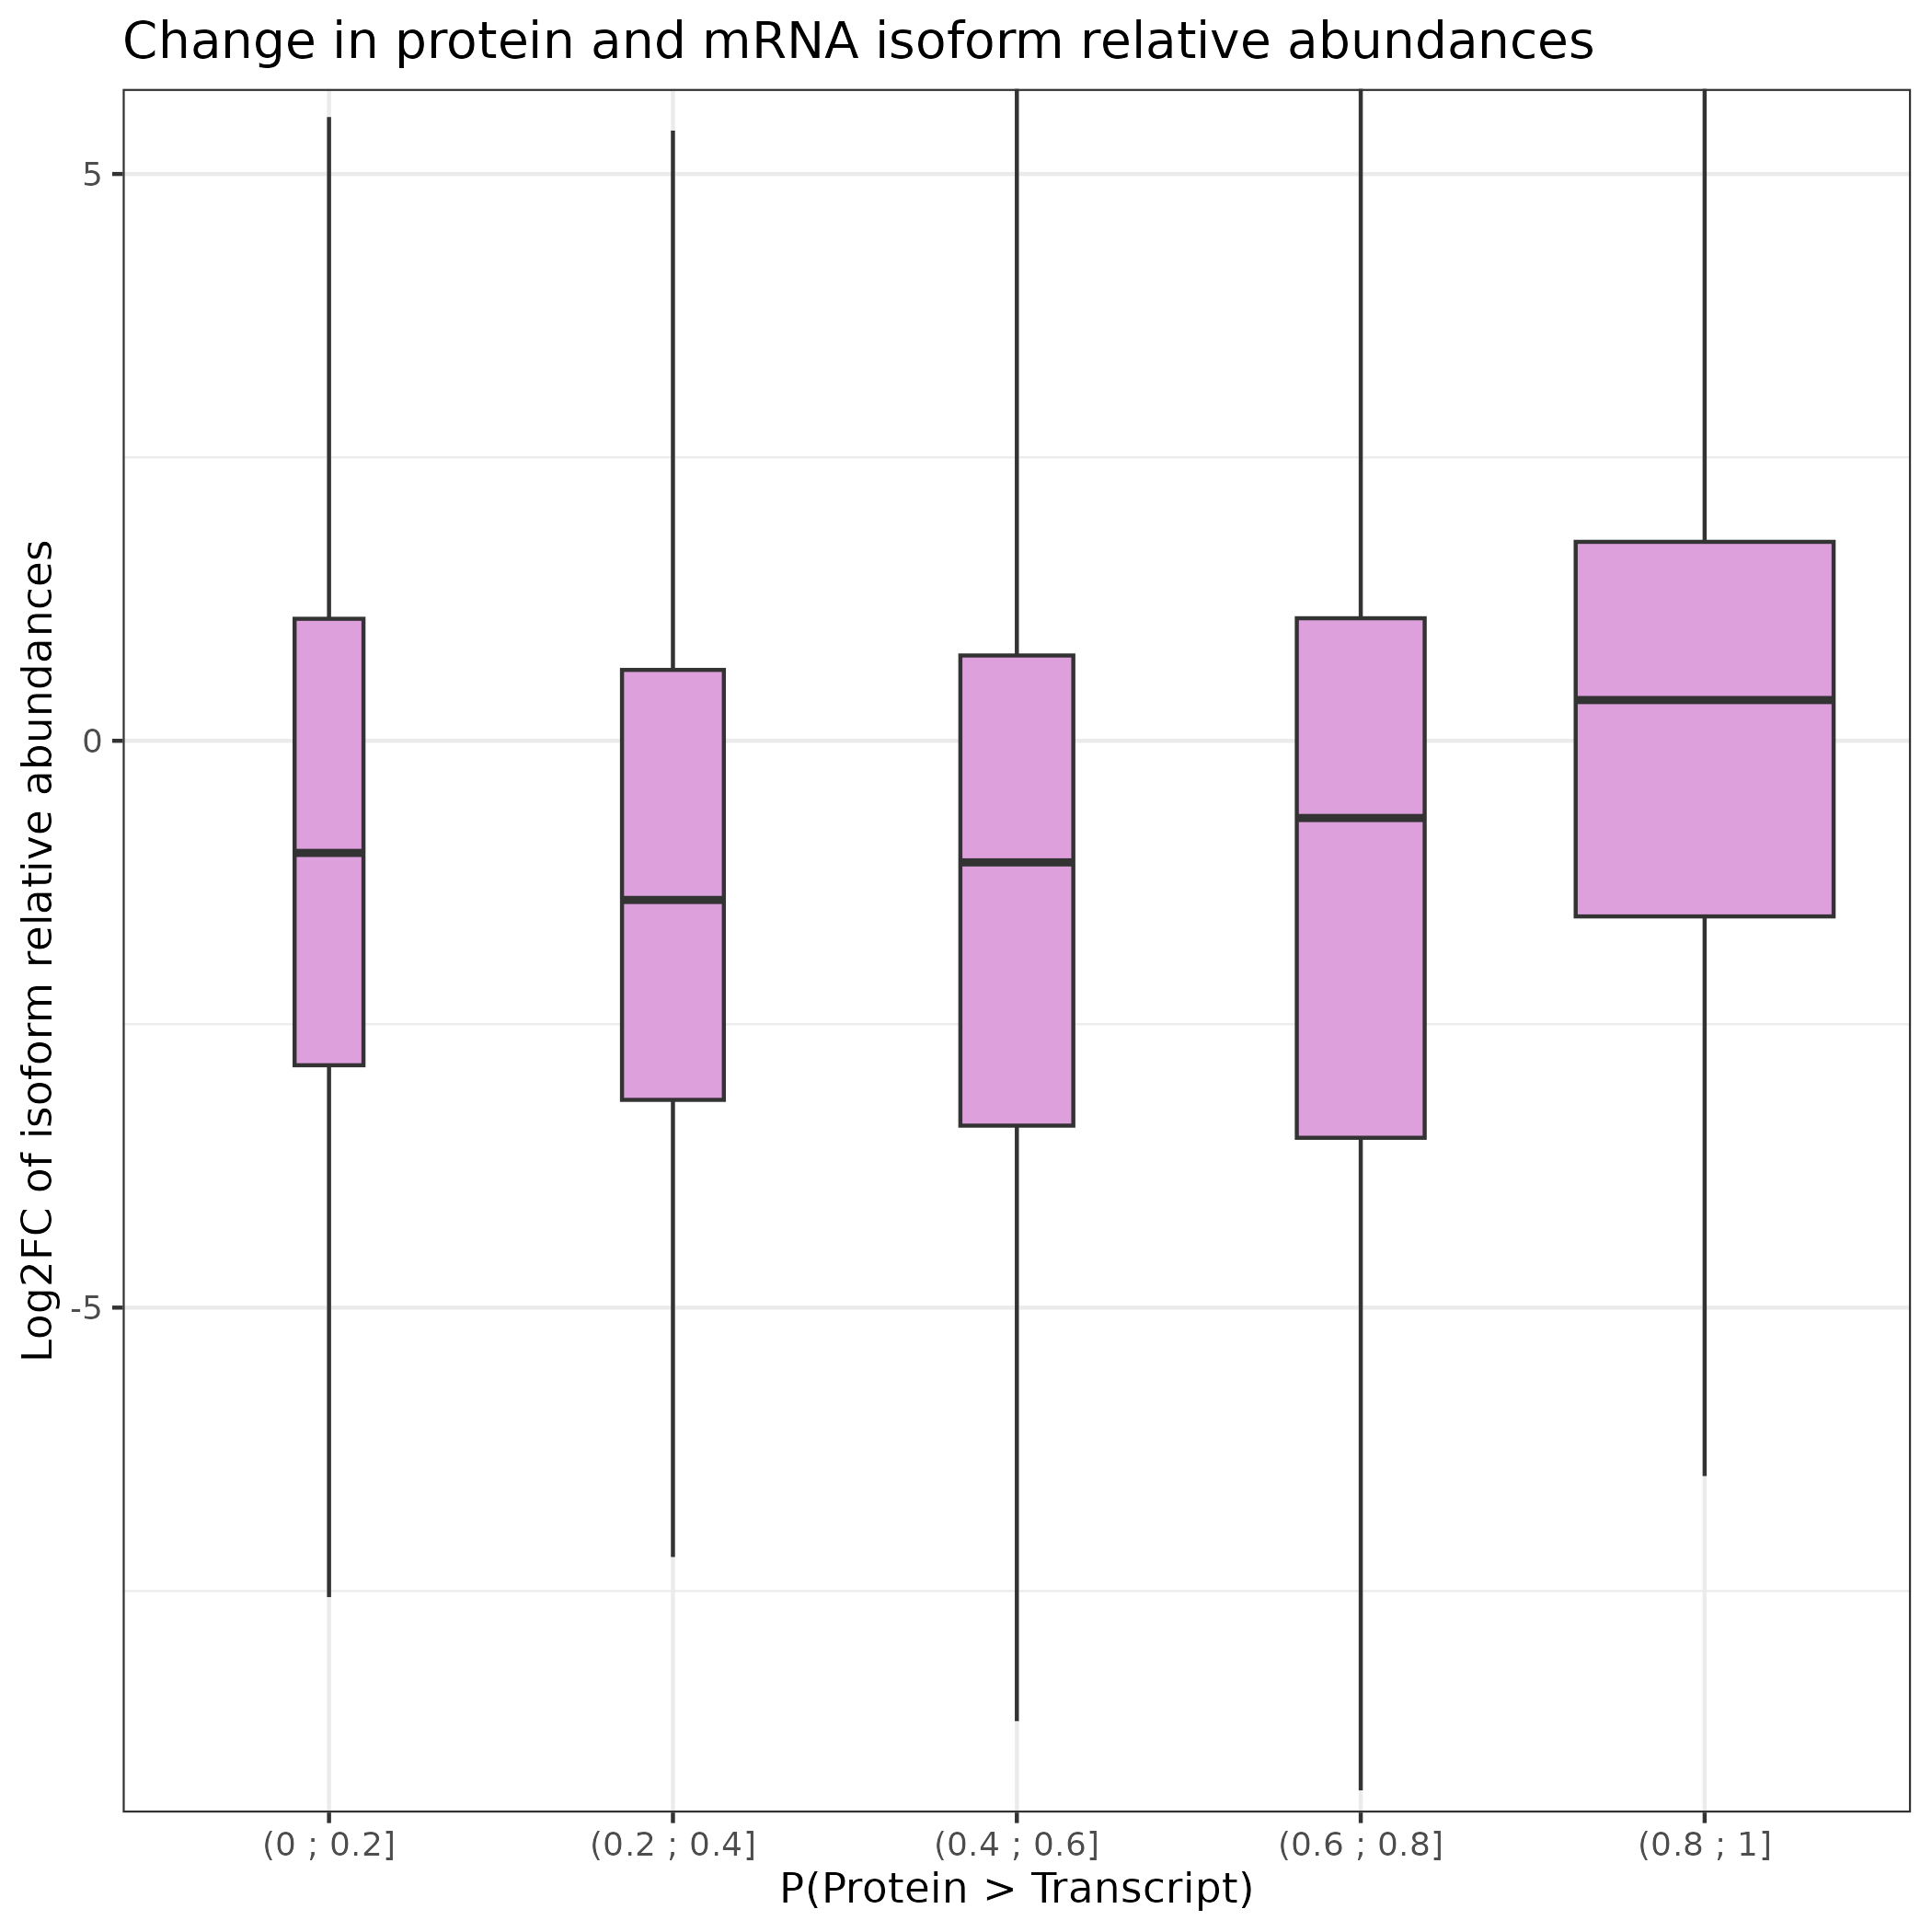 Change in protein and mRNA isoform relative abundances
Log2FC of isoform relative abundances
5
0
-5
(0 ; 0.2]
(0.2 ; 0.4]
(0.4 ; 0.6]
(0.6 ; 0.8]
(0.8 ; 1]
P(Protein > Transcript)